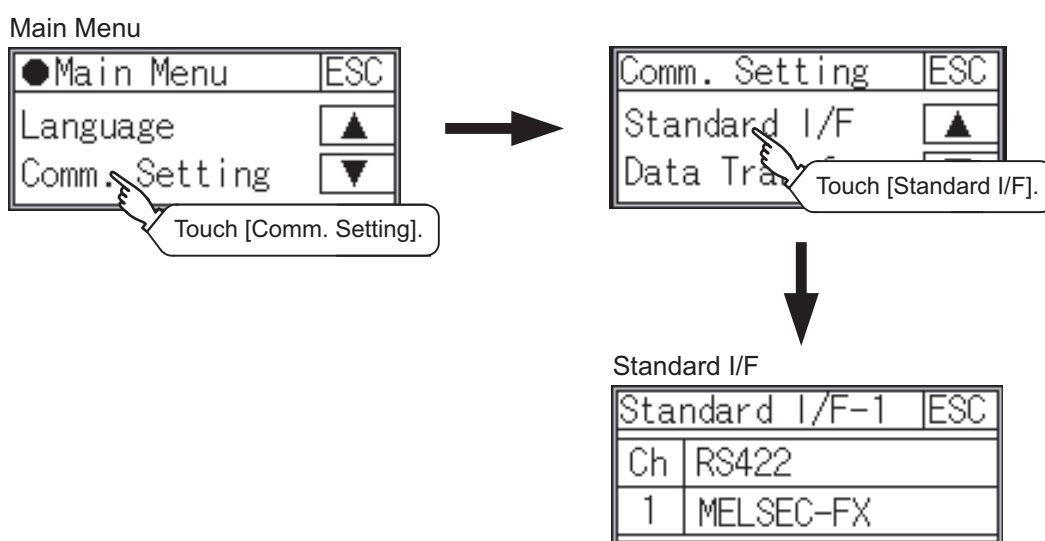 Main Menu
●Main Menu ESC
Language ▲
Comm. Setting ▼
Touch [Comm. Setting].
Comm. Setting ESC
Standard I/F ▲
Data Tra
Touch [Standard I/F].
Standard I/F
Standard I/F-1 ESC
Ch RS422
1 MELSEC-FX